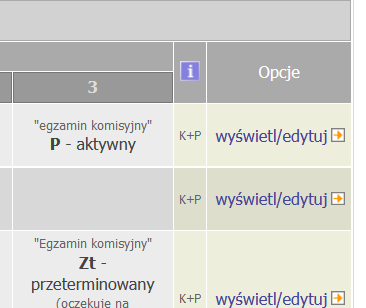 i
Opcje
3
"egzamin komisyjny"
P - aktywny
K+P
wyświetl/edytuj
K+P
wyświetl/edytuj
"Egzamin komisyjny"
Zt -
przeterminowany
(oczekuje na
K+P
wyświetl/edytuj